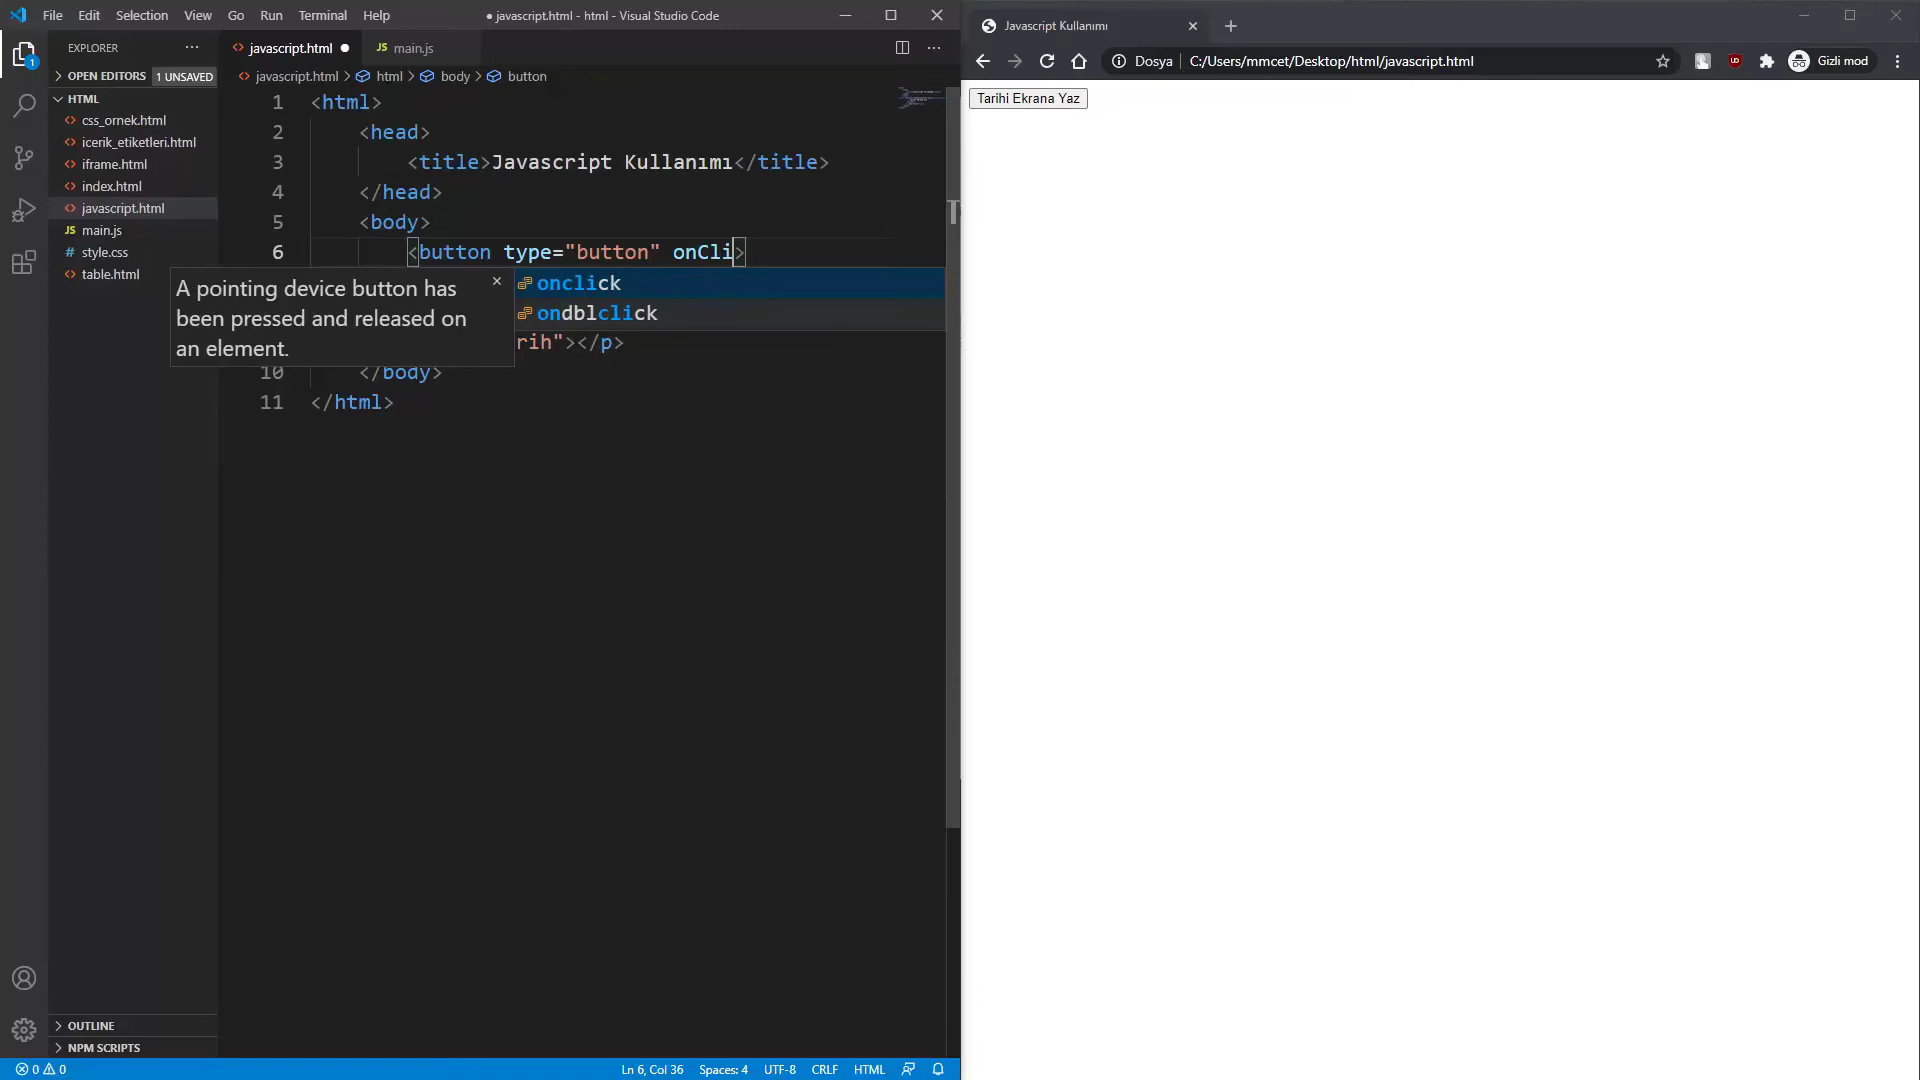 File Edit Selection View Go Run Terminal Help
● javascript.html - html - Visual Studio Code
EXPLORER ···
OPEN EDITORS 1 UNSAVED
HTML
css_ornek.html
icerik_etiketleri.html
iframe.html
index.html
javascript.html
JS main.js
# style.css
table.html
OUTLINE
NPM SCRIPTS
1
javascript.html ●
JS main.js
javascript.html > html > body > button
1 <html>
2 <head>
3 <title>Javascript Kullanımı</title>
4 </head>
5 <body>
6 <button type="button" onCli>
onclick
ondblclick
A pointing device button has
been pressed and released on
an element.
rih"></p>
10 </body>
11 </html>
0 0
Ln 6, Col 36 Spaces: 4 UTF-8 CRLF HTML
Javascript Kullanımı
Dosya C:/Users/mmcet/Desktop/html/javascript.html
Gizli mod
Tarihi Ekrana Yaz